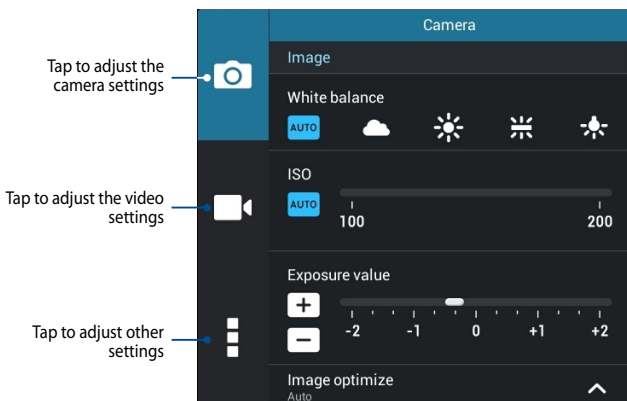 Tap to adjust the
camera settings
Tap to adjust the video
settings
Tap to adjust other
settings
Camera
Image
White balance
AUTO
ISO
AUTO
100 200
Exposure value
+
-2 -1 0 +1 +2
−
Image optimize
Auto